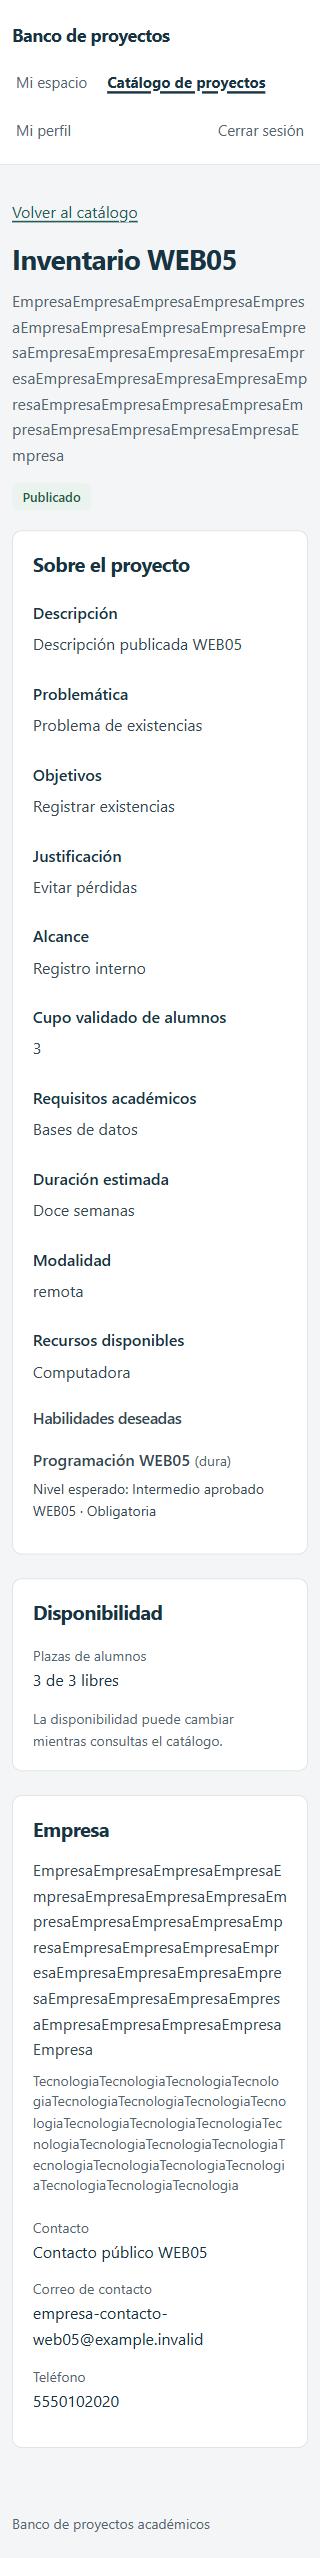 Banco de proyectos
Mi espacio Catálogo de proyectos
Mi perfil Cerrar sesión
Volver al catálogo
Inventario WEB05
EmpresaEmpresaEmpresaEmpresaEmpres
aEmpresaEmpresaEmpresaEmpresaEmpre
saEmpresaEmpresaEmpresaEmpresaEmpr
esaEmpresaEmpresaEmpresaEmpresaEmp
resaEmpresaEmpresaEmpresaEmpresaEm
presaEmpresaEmpresaEmpresaEmpresaE
mpresa
Publicado
Sobre el proyecto
Descripción
Descripción publicada WEB05
Problemática
Problema de existencias
Objetivos
Registrar existencias
Justificación
Evitar pérdidas
Alcance
Registro interno
Cupo validado de alumnos
3
Requisitos académicos
Bases de datos
Duración estimada
Doce semanas
Modalidad
remota
Recursos disponibles
Computadora
Habilidades deseadas
Programación WEB05 (dura)
Nivel esperado: Intermedio aprobado
WEB05 · Obligatoria
Disponibilidad
Plazas de alumnos
3 de 3 libres
La disponibilidad puede cambiar
mientras consultas el catálogo.
Empresa
EmpresaEmpresaEmpresaEmpresaE
mpresaEmpresaEmpresaEmpresaEm
presaEmpresaEmpresaEmpresaEmp
resaEmpresaEmpresaEmpresaEmpr
esaEmpresaEmpresaEmpresaEmpre
saEmpresaEmpresaEmpresaEmpres
aEmpresaEmpresaEmpresaEmpresa
Empresa
TecnologiaTecnologiaTecnologiaTecnolo
giaTecnologiaTecnologiaTecnologiaTecno
logiaTecnologiaTecnologiaTecnologiaTec
nologiaTecnologiaTecnologiaTecnologiaT
ecnologiaTecnologiaTecnologiaTecnologi
aTecnologiaTecnologiaTecnologia
Contacto
Contacto público WEB05
Correo de contacto
empresa-contacto-
web05@example.invalid
Teléfono
5550102020
Banco de proyectos académicos